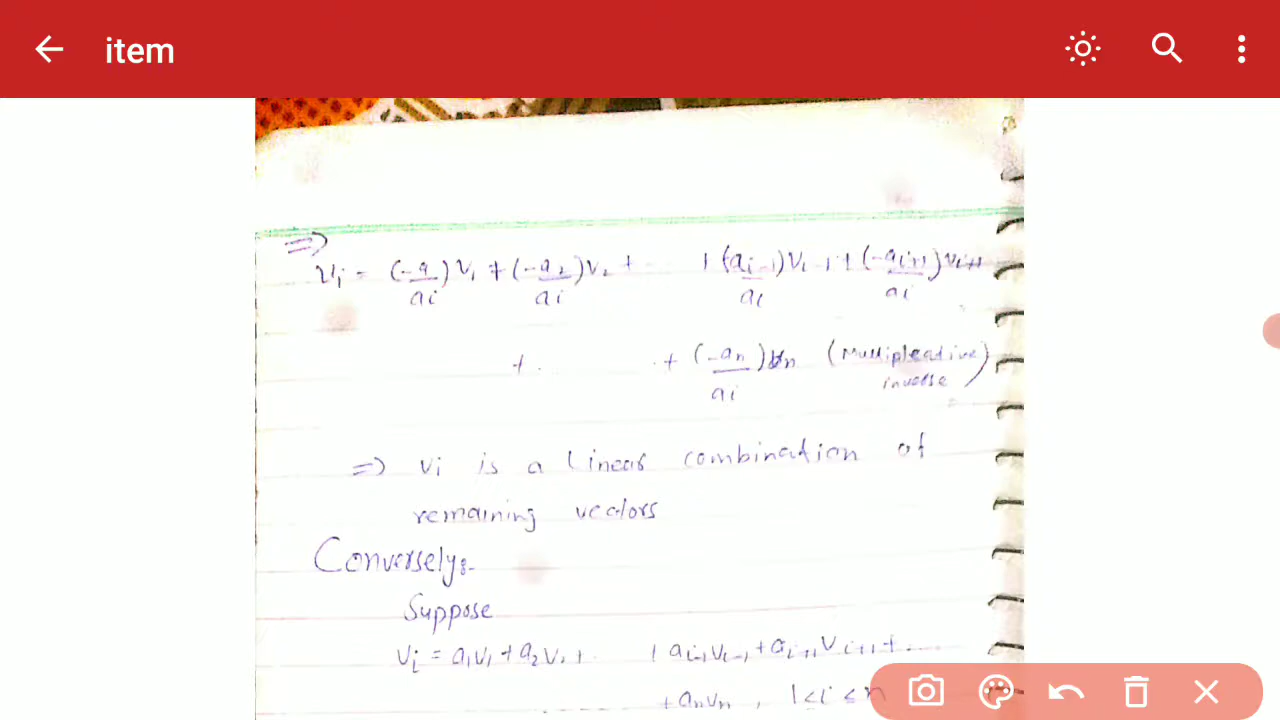 item
⇒
vi = (-a/ai) v1 + (-a2/ai) v2 + ... + (ai-1/ai) vi-1 + (-ai+1/ai) vi+1
+ . . + (-an/ai) vn (Multipleative inverse)
⇒ vi is a linear combination of
remaining vectors
Conversely:-
Suppose
vi = a1v1 + a2v2 + . . + ai-1vi-1 + ai+1vi+1 + ...
+ anvn , 1<i≤n